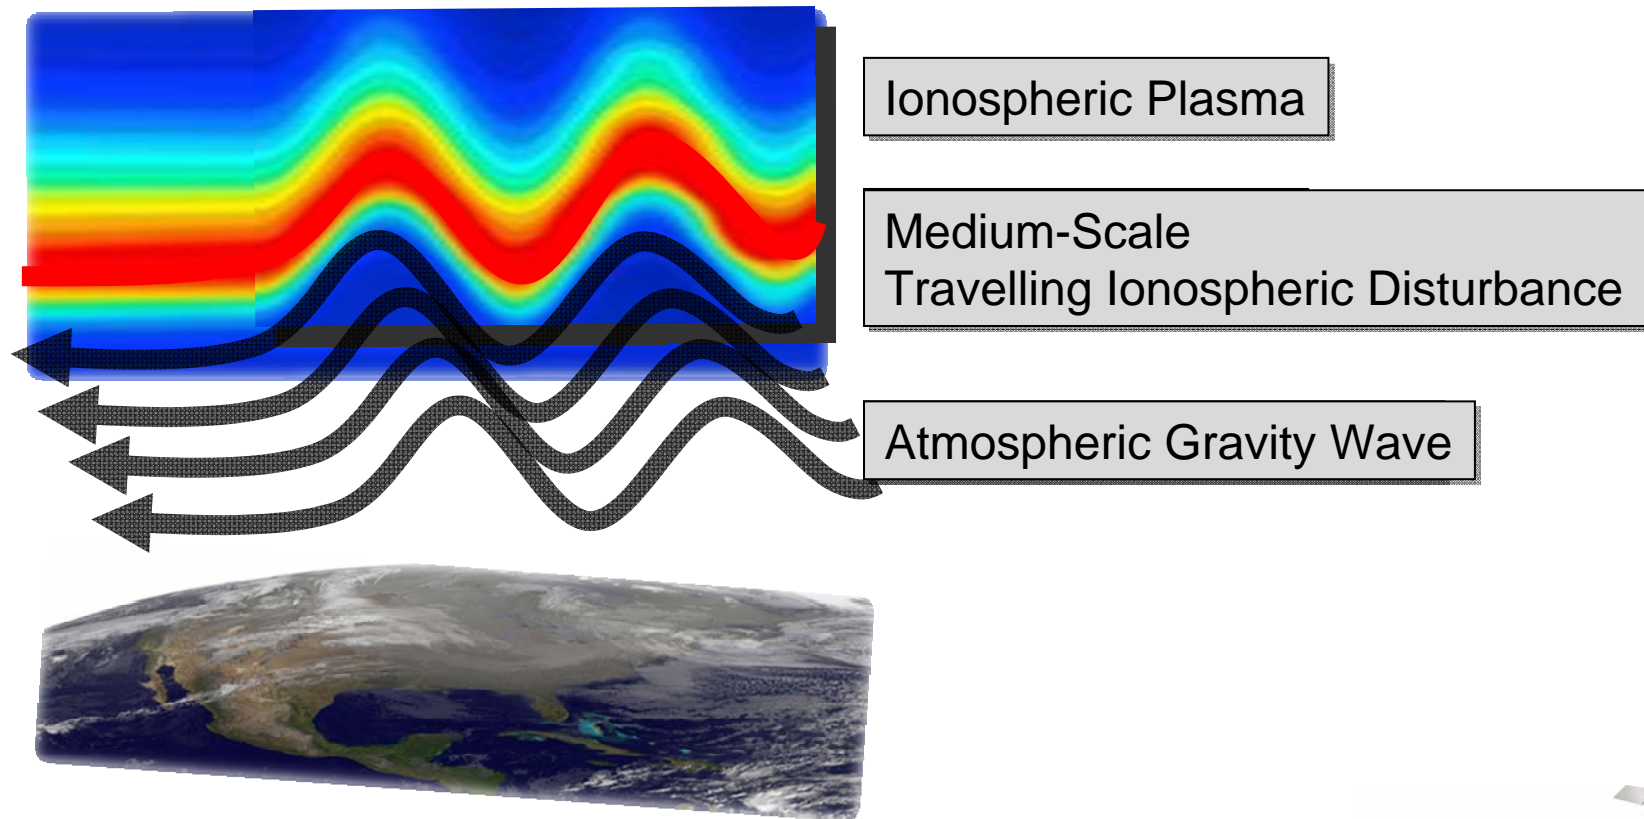 Ionospheric Plasma
Medium-Scale
Travelling Ionospheric Disturbance
Atmospheric Gravity Wave